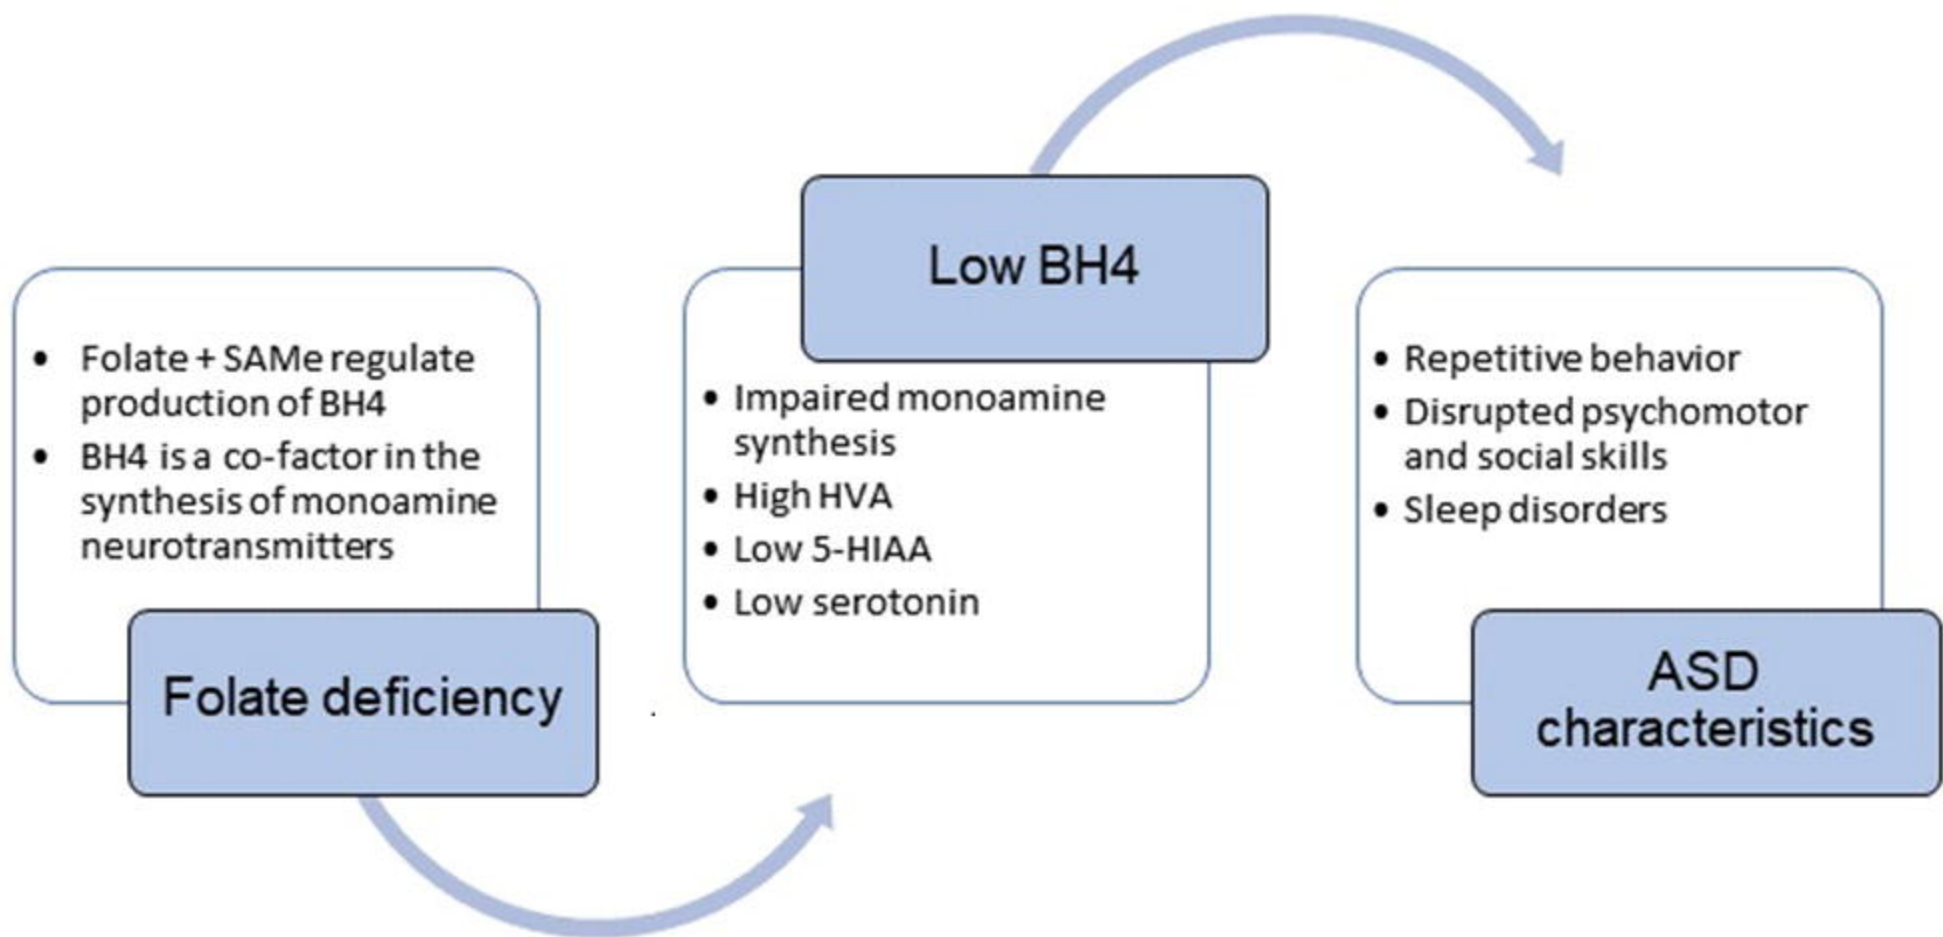 • Folate + SAMe regulate
production of BH4
• BH4 is a co-factor in the
synthesis of monoamine
neurotransmitters
Folate deficiency
.
Low BH4
• Impaired monoamine
synthesis
• High HVA
• Low 5-HIAA
• Low serotonin
• Repetitive behavior
• Disrupted psychomotor
and social skills
• Sleep disorders
ASD
characteristics